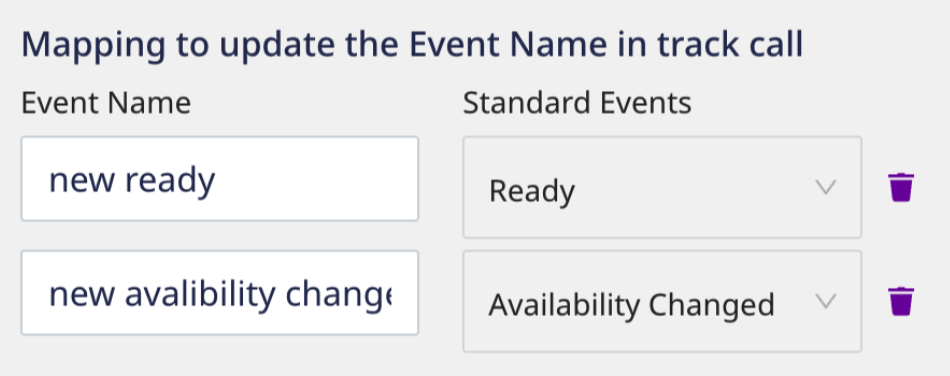 Mapping to update the Event Name in track call
Event Name Standard Events
new ready Ready
new avalibility change Availability Changed